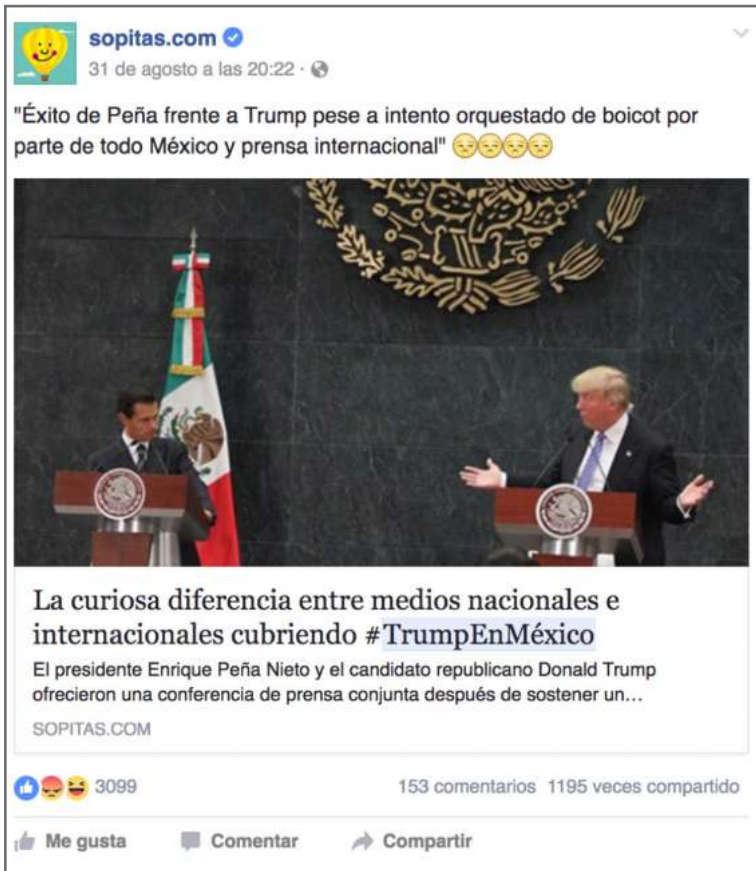 sopitas.com
31 de agosto a las 20:22 ·
"Éxito de Peña frente a Trump pese a intento orquestado de boicot por
parte de todo México y prensa internacional" 😒😒😒😒
La curiosa diferencia entre medios nacionales e
internacionales cubriendo #TrumpEnMéxico
El presidente Enrique Peña Nieto y el candidato republicano Donald Trump
ofrecieron una conferencia de prensa conjunta después de sostener un...
SOPITAS.COM
3099 153 comentarios 1195 veces compartido
Me gusta Comentar Compartir